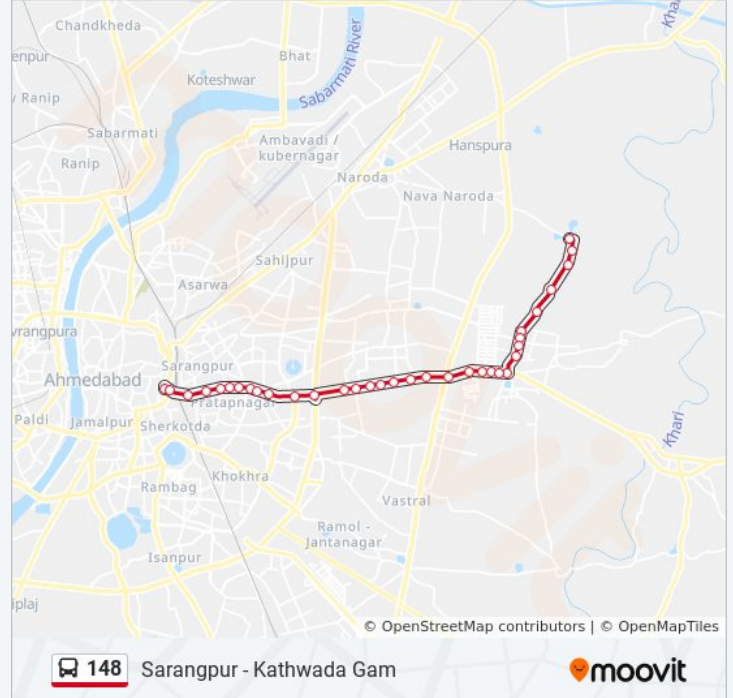 Chandkheda
enpur
Bhat
Koteshwar
Kha
Ranip
Sabarmati River
Sabarmati
Ambavadi /
kubernagar
Hanspura
Ranip
Naroda
Nava Naroda
Sahijpur
Asarwa
vrangpura
Sarangpur
Ahmedabad
Pratapnagar
Paldi
Jamalpur
Sherkotda
Khari
Khokhra
Rambag
Vastral
Ramol -
Jantanagar
Isanpur
iplaj
© OpenStreetMap contributors | © OpenMapTiles
148 Sarangpur - Kathwada Gam
moovit